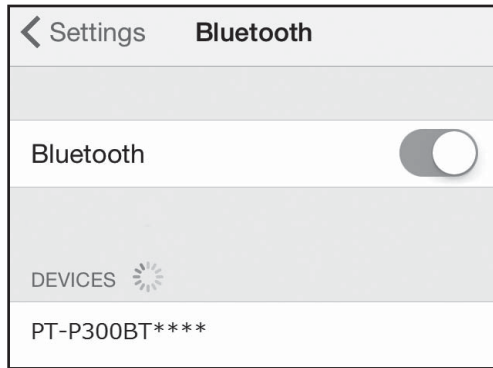 Settings Bluetooth
Bluetooth
DEVICES
PT-P300BT****